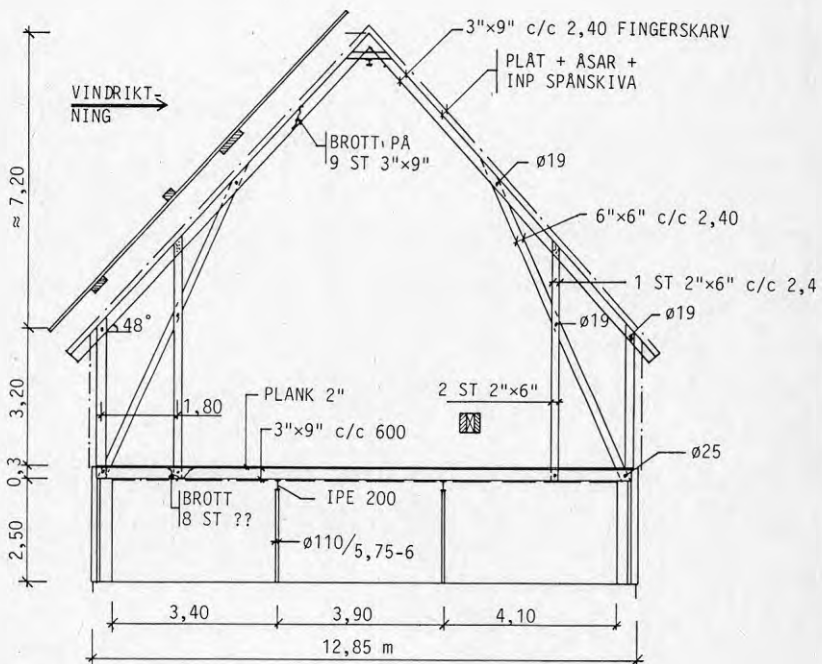 3"×9" c/c 2,40 FINGERSKARV
PLÅT + ÅSAR +
INP SPÅNSKIVA
VINDRIKT-
NING
BROTT PÅ
9 ST 3"×9"
≈ 7,20
ø19
6"×6" c/c 2,40
1 ST 2"×6" c/c 2,4
48°
ø19
ø19
3,20
1,80
PLANK 2"
2 ST 2"×6"
3"×9" c/c 600
ø25
0,3
BROTT
8 ST ??
IPE 200
2,50
ø110/5,75-6
3,40
3,90
4,10
12,85 m